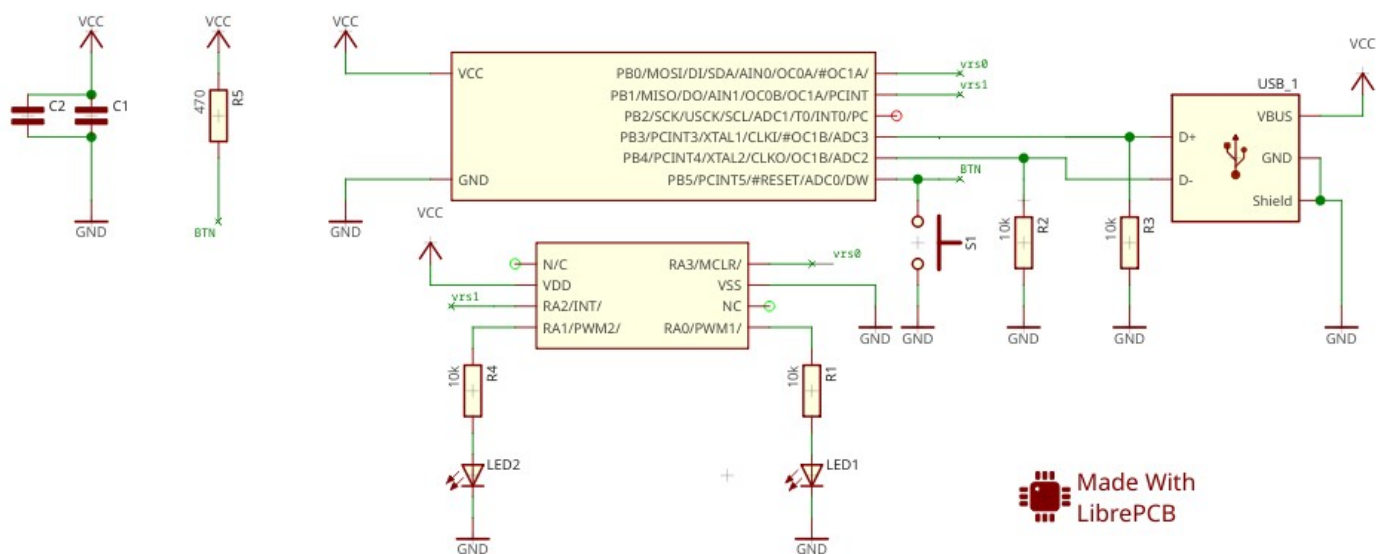 VCC
VCC
VCC
VCC
C2
C1
470
R5
GND
BTN
VCC
GND
PB0/MOSI/DI/SDA/AIN0/OC0A/#OC1A/
PB1/MISO/DO/AIN1/OC0B/OC1A/PCINT
PB2/SCK/USCK/SCL/ADC1/T0/INT0/PC
PB3/PCINT3/XTAL1/CLKI/#OC1B/ADC3
PB4/PCINT4/XTAL2/CLKO/OC1B/ADC2
PB5/PCINT5/#RESET/ADC0/DW
vrs0
vrs1
BTN
GND
USB_1
D+
D-
VBUS
GND
Shield
S1
10k
R2
10k
R3
GND
GND
GND
GND
GND
VCC
N/C
VDD
RA2/INT/
RA1/PWM2/
RA3/MCLR/
VSS
NC
RA0/PWM1/
vrs1
vrs0
10k
R4
10k
R1
LED2
LED1
GND
GND
Made With
LibrePCB